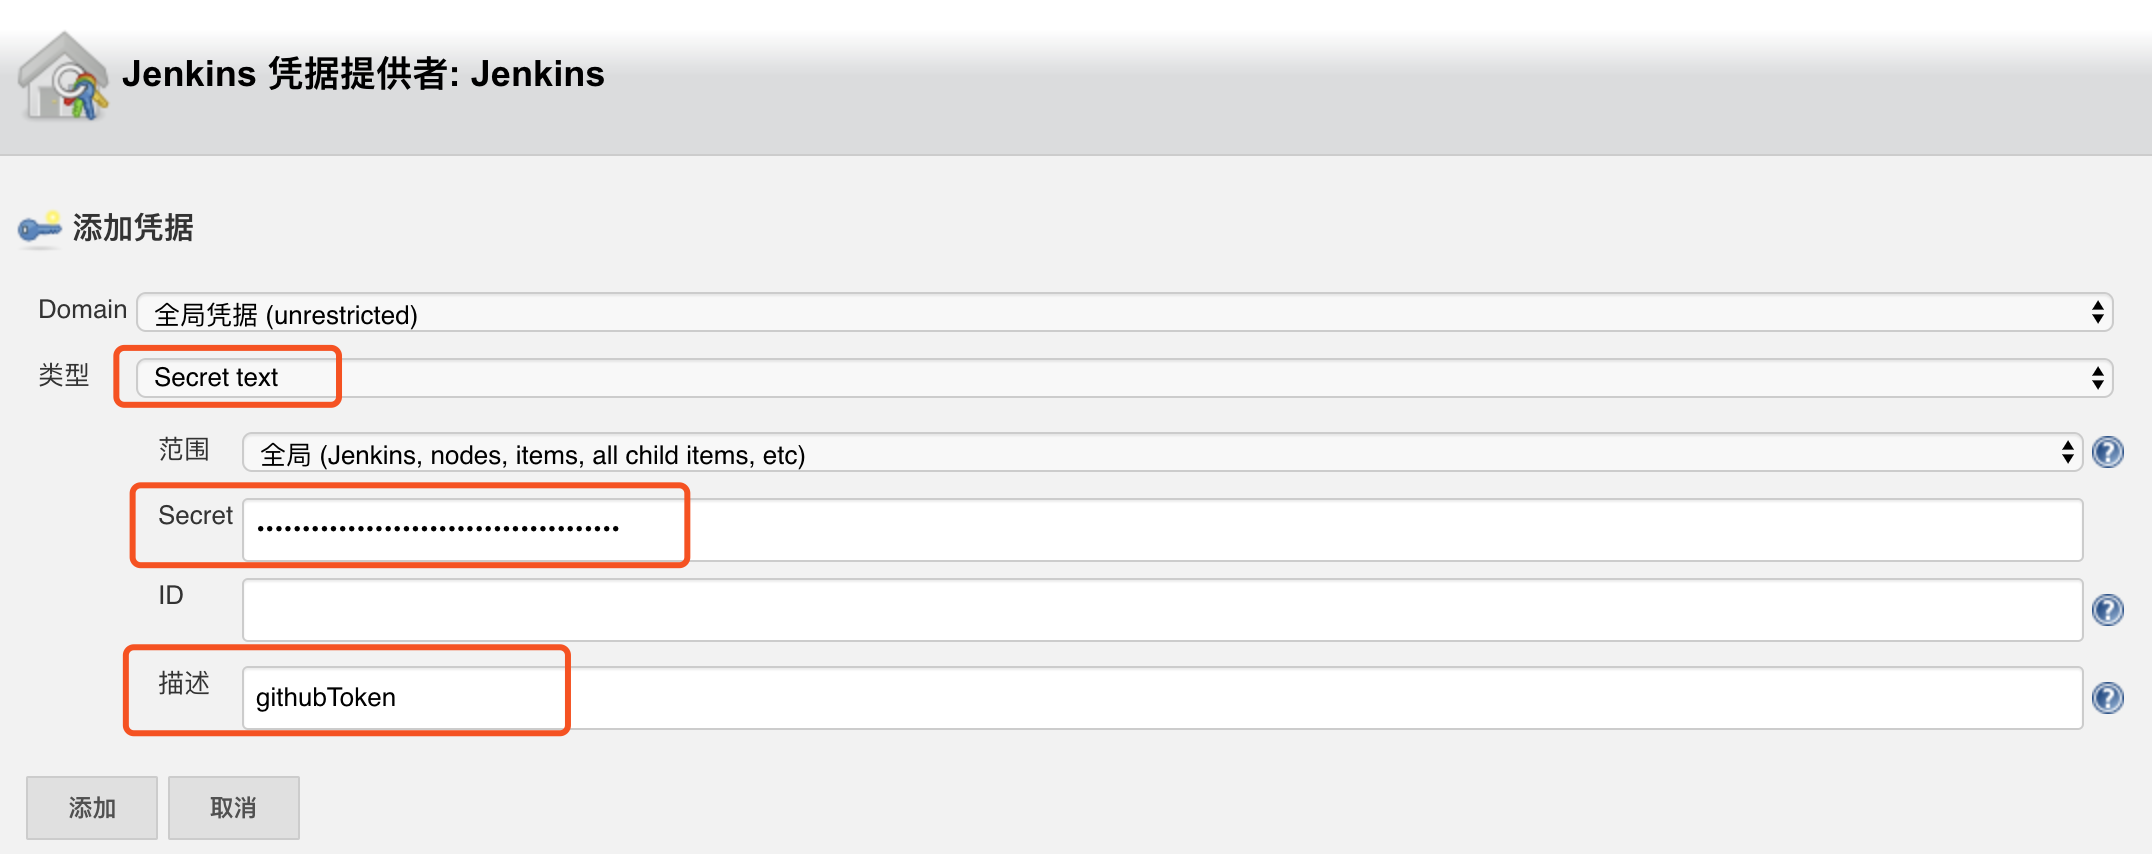 Jenkins 凭据提供者: Jenkins
添加凭据
Domain 全局凭据 (unrestricted)
类型 Secret text
范围 全局 (Jenkins, nodes, items, all child items, etc)
Secret ••••••••••••••••••••••••••••••••••••••••
ID
描述 githubToken
添加 取消